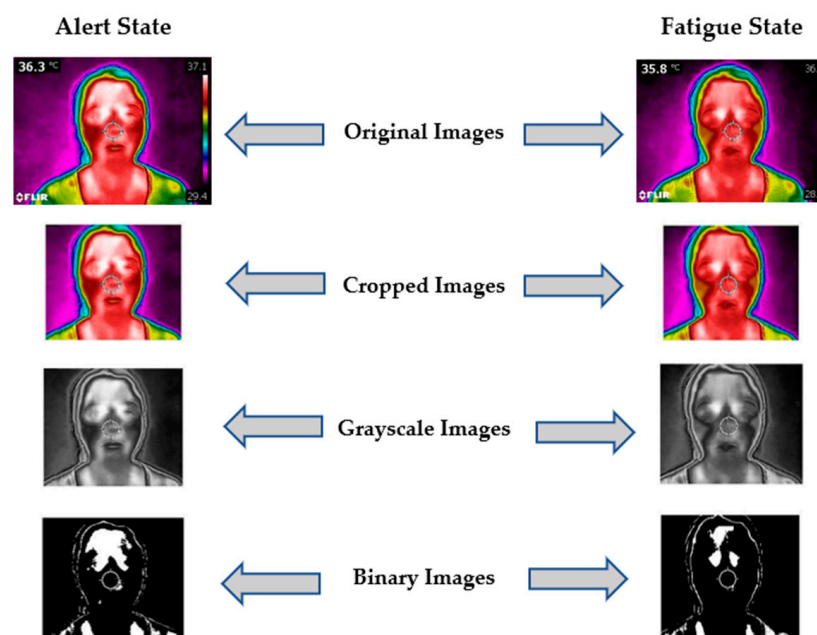 Alert State
Fatigue State
36.3 °C
37.1
29.4
FLIR
Original Images
35.8 °C
36
28
FLIR
Cropped Images
Grayscale Images
Binary Images